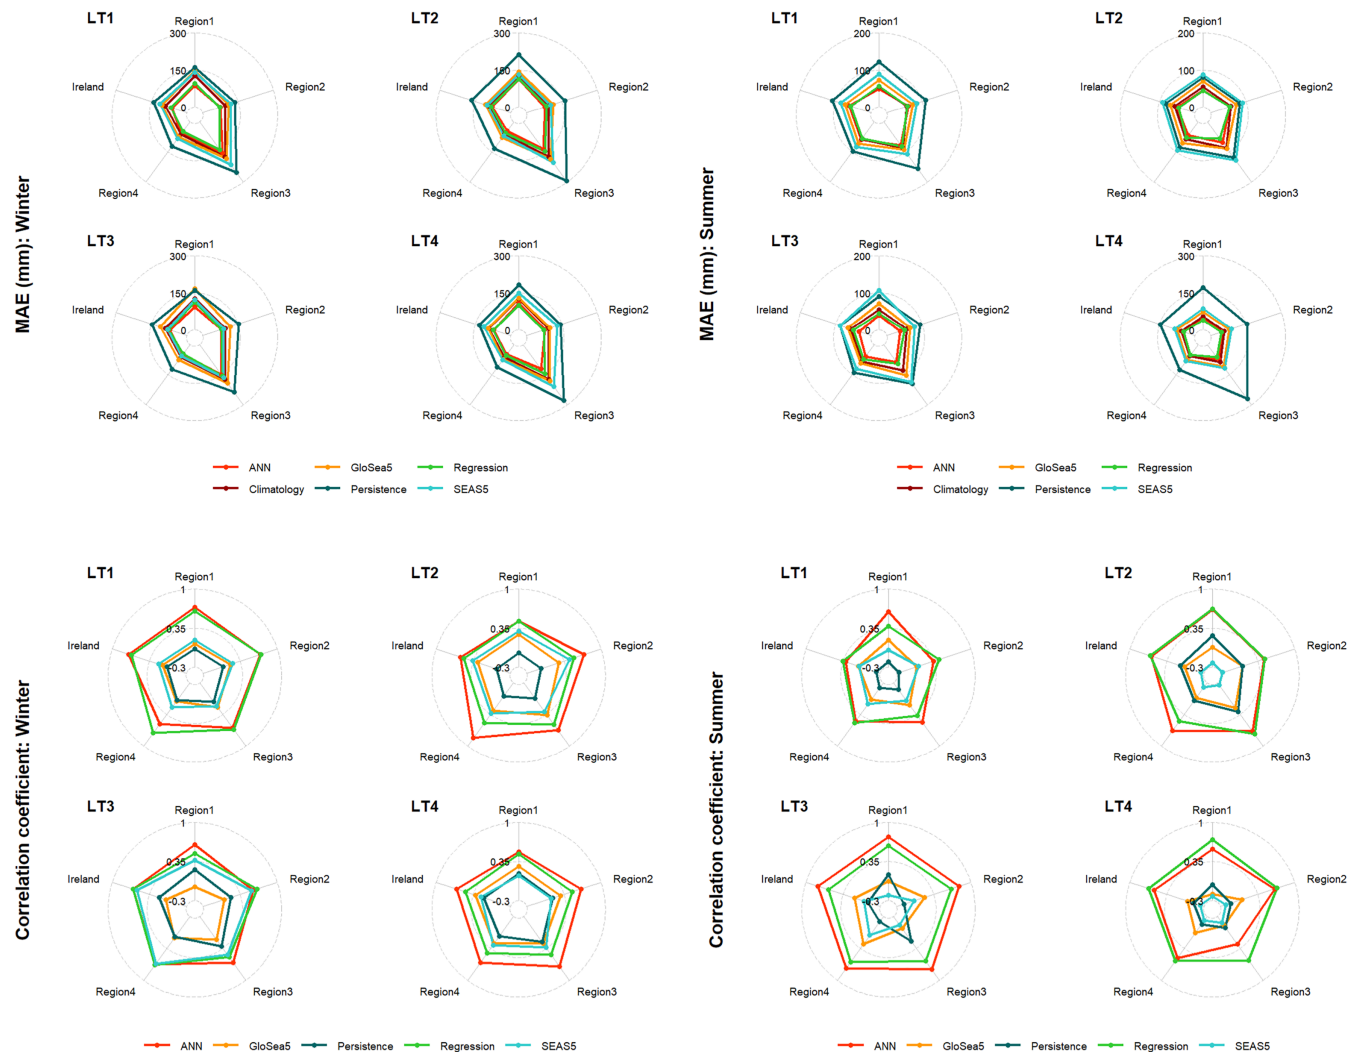 MAE (mm): Winter
LT1
Region1
300
150
0
Ireland
Region2
Region4
Region3
LT2
Region1
300
150
0
Ireland
Region2
Region4
Region3
LT3
Region1
300
150
0
Ireland
Region2
Region4
Region3
LT4
Region1
300
150
0
Ireland
Region2
Region4
Region3
ANN GloSea5 Regression
Climatology Persistence SEAS5
MAE (mm): Summer
LT1
Region1
200
100
0
Ireland
Region2
Region4
Region3
LT2
Region1
200
100
0
Ireland
Region2
Region4
Region3
LT3
Region1
200
100
0
Ireland
Region2
Region4
Region3
LT4
Region1
300
150
0
Ireland
Region2
Region4
Region3
ANN GloSea5 Regression
Climatology Persistence SEAS5
Correlation coefficient: Winter
LT1
Region1
1
0.35
-0.3
Ireland
Region2
Region4
Region3
LT2
Region1
1
0.35
-0.3
Ireland
Region2
Region4
Region3
LT3
Region1
1
0.35
-0.3
Ireland
Region2
Region4
Region3
LT4
Region1
1
0.35
-0.3
Ireland
Region2
Region4
Region3
ANN GloSea5 Persistence Regression SEAS5
Correlation coefficient: Summer
LT1
Region1
1
0.35
-0.3
Ireland
Region2
Region4
Region3
LT2
Region1
1
0.35
-0.3
Ireland
Region2
Region4
Region3
LT3
Region1
1
0.35
-0.3
Ireland
Region2
Region4
Region3
LT4
Region1
1
0.35
-0.3
Ireland
Region2
Region4
Region3
ANN GloSea5 Persistence Regression SEAS5